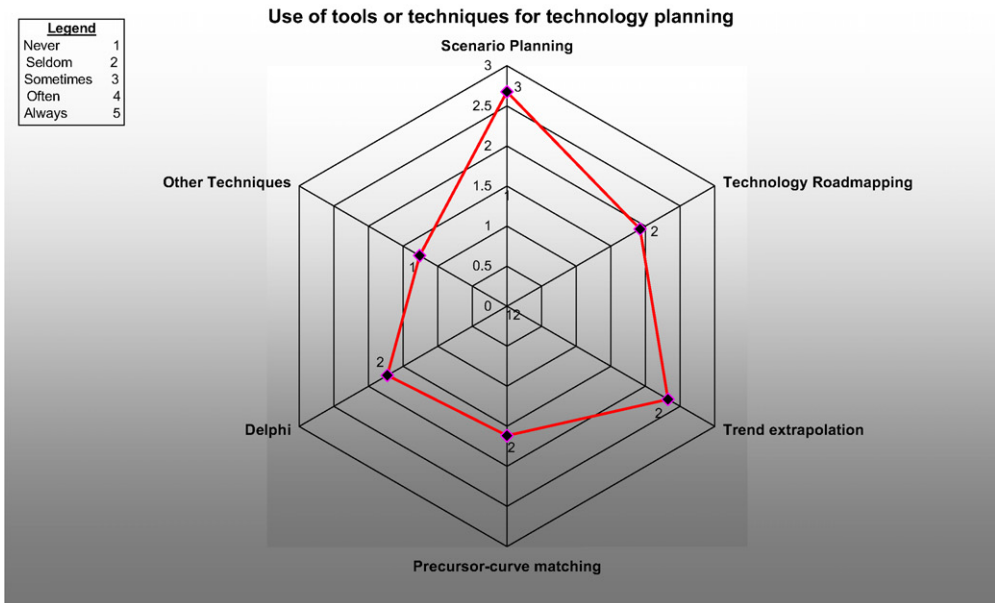 Use of tools or techniques for technology planning
Legend
Never 1
Seldom 2
Sometimes 3
Often 4
Always 5
Scenario Planning
3
3
2.5
2
1.5
1
1
0.5
0
12
Other Techniques
Technology Roadmapping
2
1
2
2
2
Delphi
Trend extrapolation
Precursor-curve matching